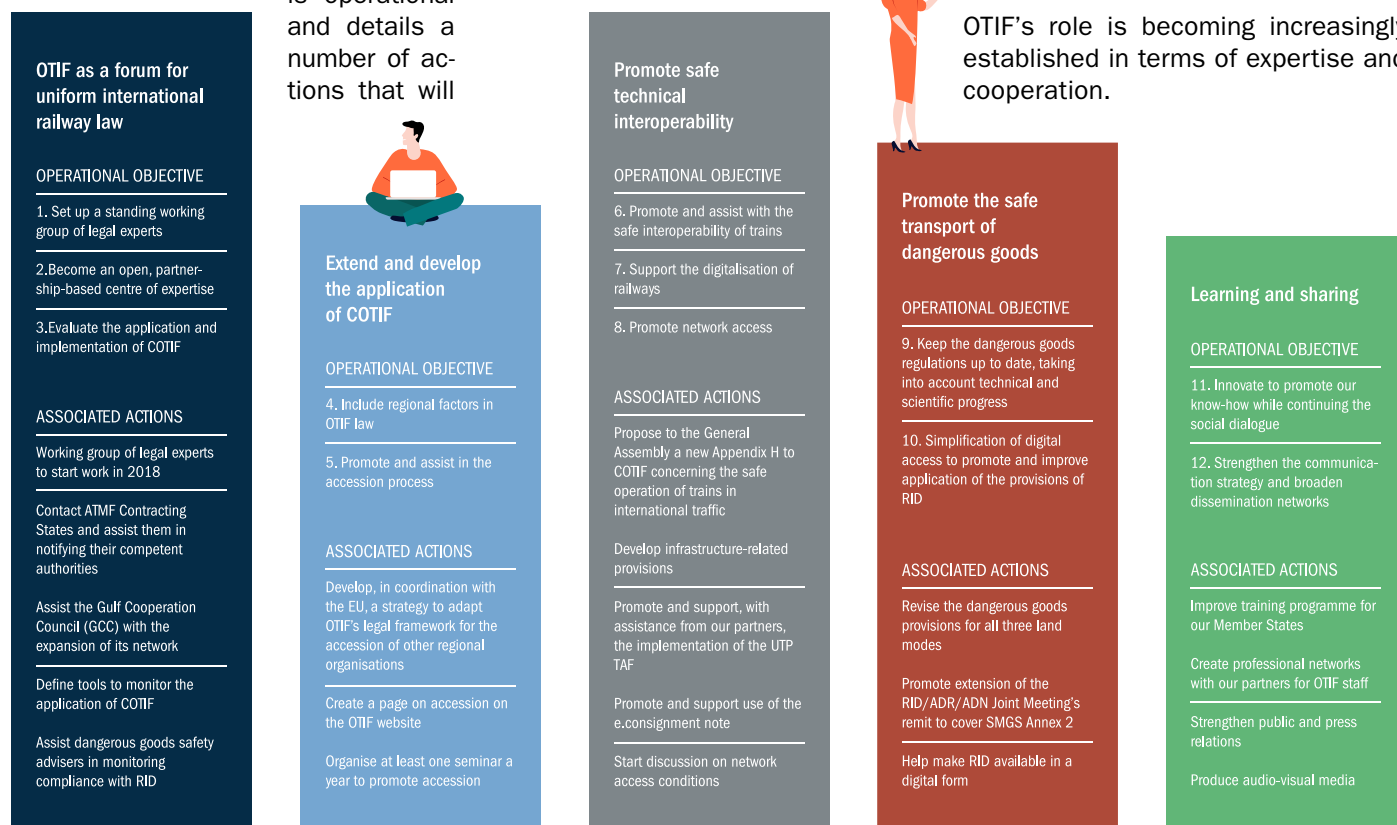 is operational
and details a
number of ac-
tions that will
OTIF's role is becoming increasingly
established in terms of expertise and
cooperation.
OTIF as a forum for
uniform international
railway law
OPERATIONAL OBJECTIVE
1. Set up a standing working
group of legal experts
2.Become an open, partner-
ship-based centre of expertise
3.Evaluate the application and
implementation of COTIF
ASSOCIATED ACTIONS
Working group of legal experts
to start work in 2018
Contact ATMF Contracting
States and assist them in
notifying their competent
authorities
Assist the Gulf Cooperation
Council (GCC) with the
expansion of its network
Define tools to monitor the
application of COTIF
Assist dangerous goods safety
advisers in monitoring
compliance with RID
Extend and develop
the application
of COTIF
OPERATIONAL OBJECTIVE
4. Include regional factors in
OTIF law
5. Promote and assist in the
accession process
ASSOCIATED ACTIONS
Develop, in coordination with
the EU, a strategy to adapt
OTIF's legal framework for the
accession of other regional
organisations
Create a page on accession on
the OTIF website
Organise at least one seminar a
year to promote accession
Promote safe
technical
interoperability
OPERATIONAL OBJECTIVE
6. Promote and assist with the
safe interoperability of trains
7. Support the digitalisation of
railways
8. Promote network access
ASSOCIATED ACTIONS
Propose to the General
Assembly a new Appendix H to
COTIF concerning the safe
operation of trains in
international traffic
Develop infrastructure-related
provisions
Promote and support, with
assistance from our partners,
the implementation of the UTP
TAF
Promote and support use of the
e.consignment note
Start discussion on network
access conditions
Promote the safe
transport of
dangerous goods
OPERATIONAL OBJECTIVE
9. Keep the dangerous goods
regulations up to date, taking
into account technical and
scientific progress
10. Simplification of digital
access to promote and improve
application of the provisions of
RID
ASSOCIATED ACTIONS
Revise the dangerous goods
provisions for all three land
modes
Promote extension of the
RID/ADR/ADN Joint Meeting's
remit to cover SMGS Annex 2
Help make RID available in a
digital form
Learning and sharing
OPERATIONAL OBJECTIVE
11. Innovate to promote our
know-how while continuing the
social dialogue
12. Strengthen the communica-
tion strategy and broaden
dissemination networks
ASSOCIATED ACTIONS
Improve training programme for
our Member States
Create professional networks
with our partners for OTIF staff
Strengthen public and press
relations
Produce audio-visual media